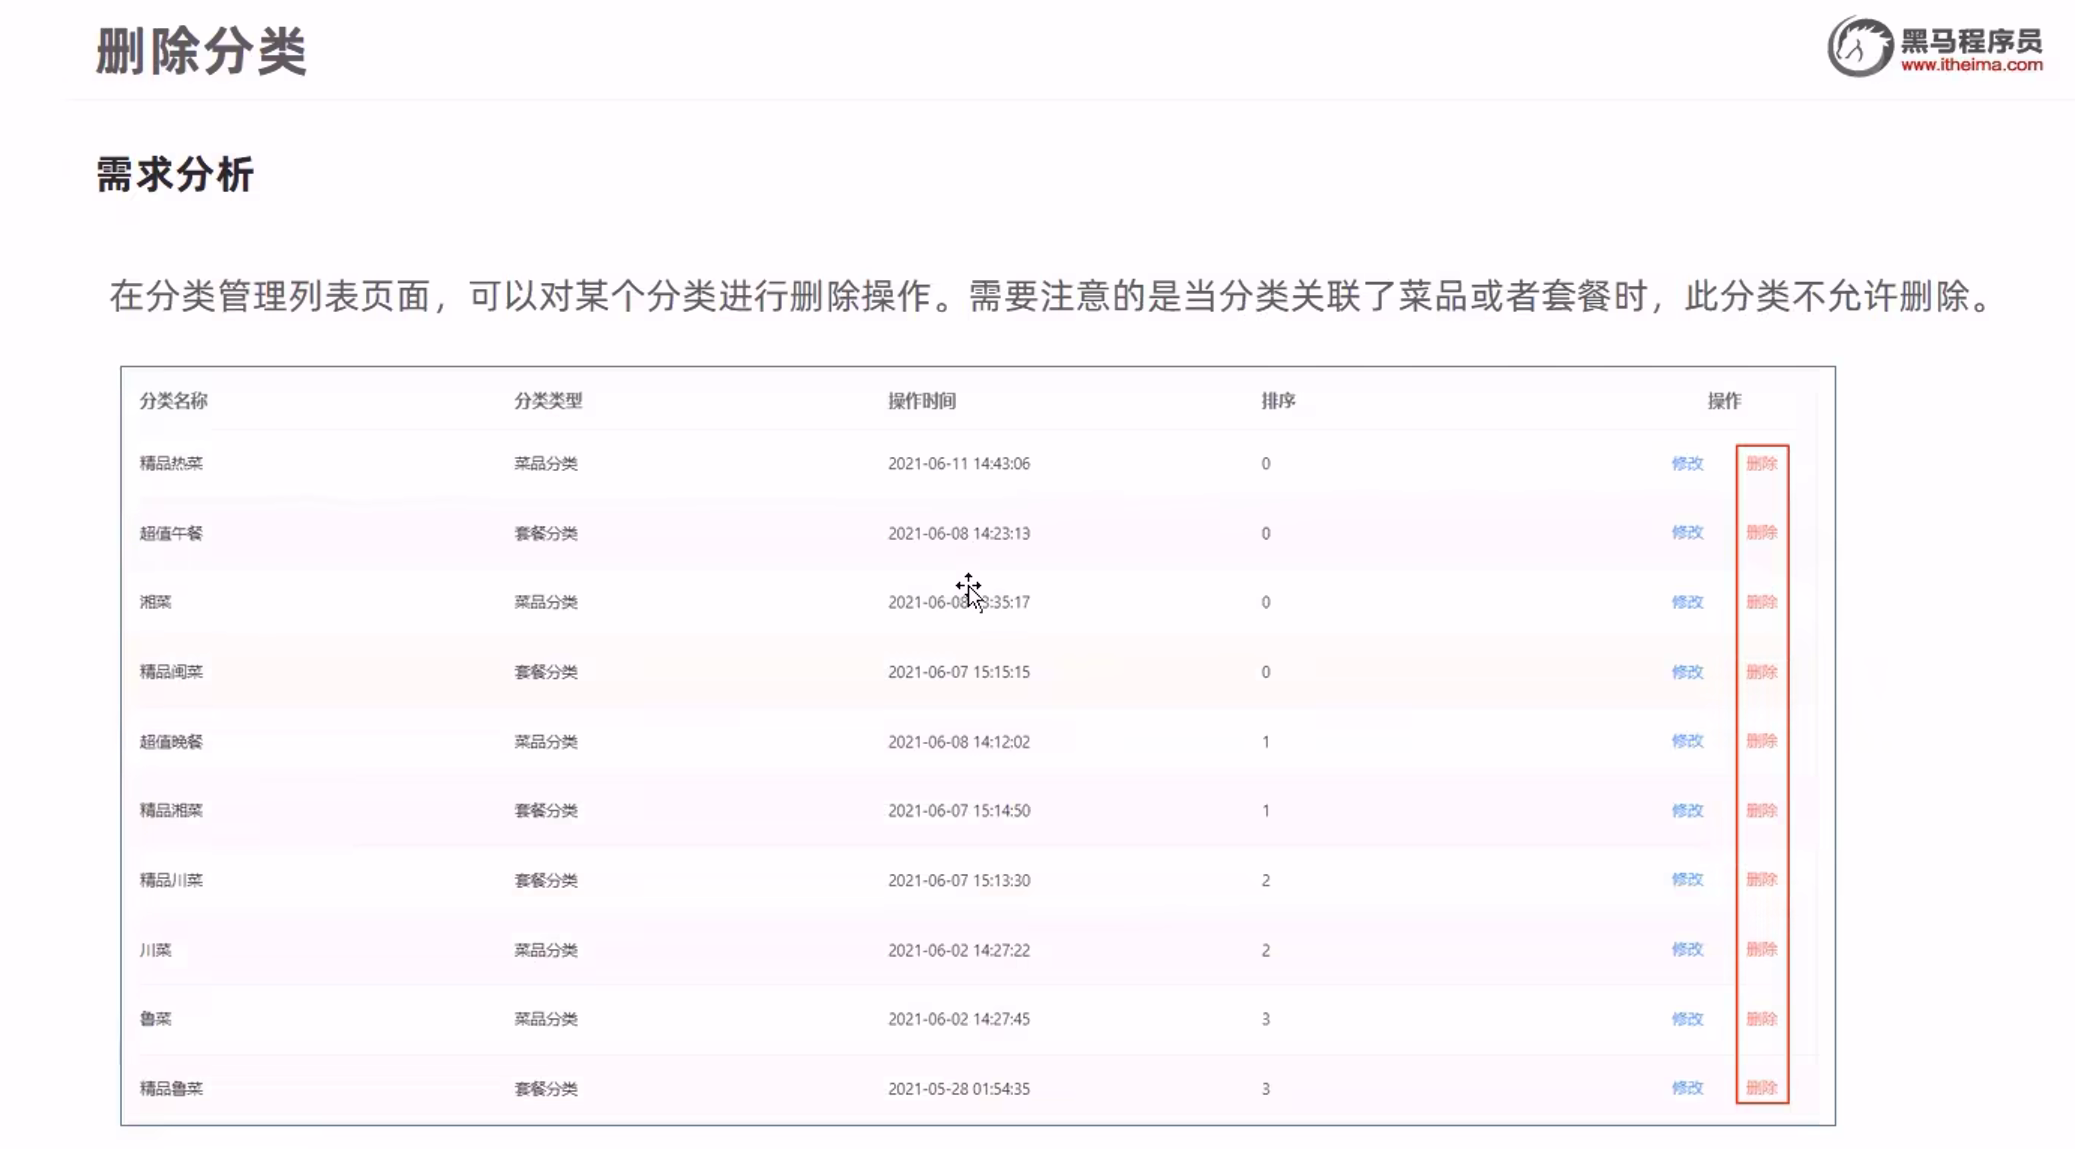 删除分类
黑马程序员
www.itheima.com
需求分析
在分类管理列表页面，可以对某个分类进行删除操作。需要注意的是当分类关联了菜品或者套餐时，此分类不允许删除。
分类名称 分类类型 操作时间 排序 操作
精品热菜 菜品分类 2021-06-11 14:43:06 0 修改 删除
超值午餐 套餐分类 2021-06-08 14:23:13 0 修改 删除
湘菜 菜品分类 2021-06-08 :35:17 0 修改 删除
精品闽菜 套餐分类 2021-06-07 15:15:15 0 修改 删除
超值晚餐 菜品分类 2021-06-08 14:12:02 1 修改 删除
精品湘菜 套餐分类 2021-06-07 15:14:50 1 修改 删除
精品川菜 套餐分类 2021-06-07 15:13:30 2 修改 删除
川菜 菜品分类 2021-06-02 14:27:22 2 修改 删除
鲁菜 菜品分类 2021-06-02 14:27:45 3 修改 删除
精品鲁菜 套餐分类 2021-05-28 01:54:35 3 修改 删除